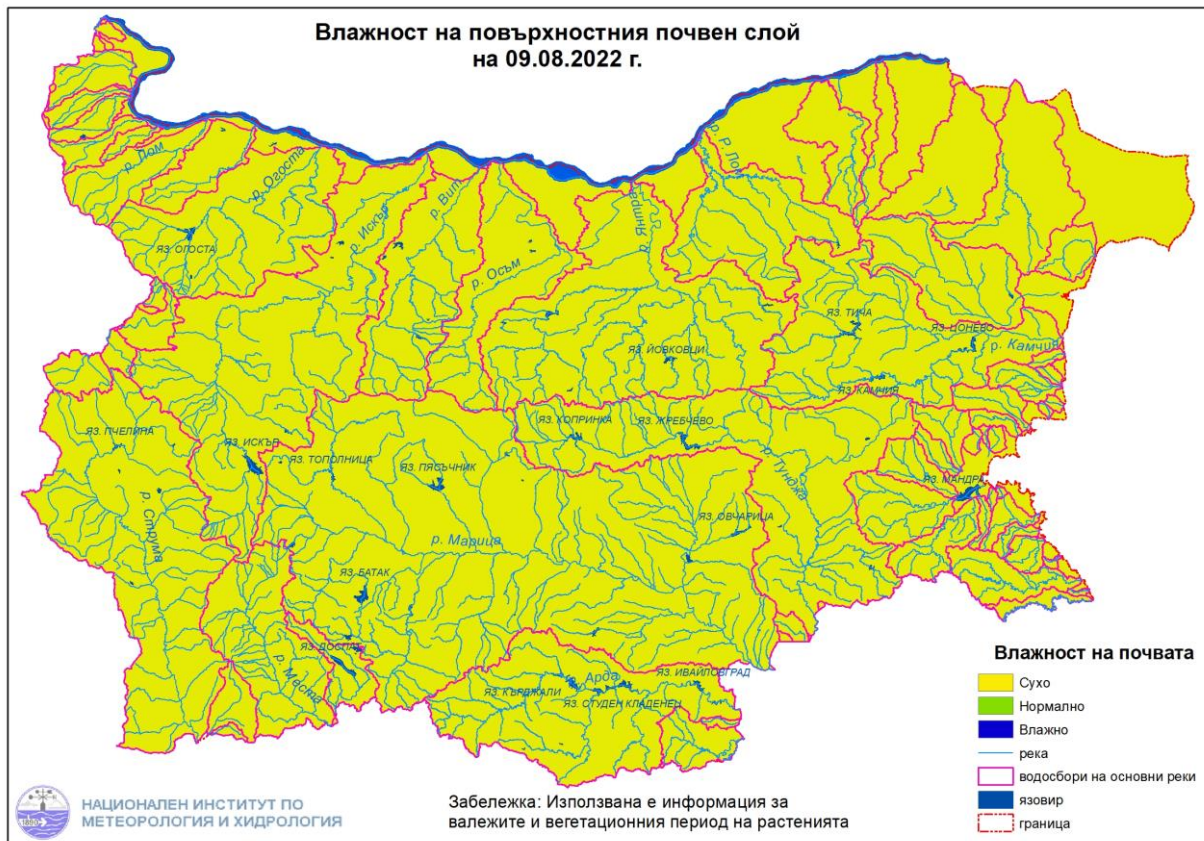 Влажност на повърхностния почвен слой
на 09.08.2022 г.
р. Лом
р. Огоста
р. Искър
р. Вит
р. Осъм
р. Янтра
р. Р Лом
ЯЗ. ОГОСТА
ЯЗ. ТИЧА
ЯЗ. ЦОНЕВО
р. Камчия
ЯЗ. ЙОВКОВЦИ
ЯЗ. КАМЧИЯ
ЯЗ. ПЧЕЛИНА
ЯЗ. ИСКЪР
ЯЗ. ТОПОЛНИЦА
ЯЗ. ПЯСЪЧНИК
ЯЗ. КОПРИНКА
ЯЗ. ЖРЕБЧЕВО
р. Тунджа
ЯЗ. МАНДРА
р. Струма
р. Марица
ЯЗ. ОВЧАРИЦА
ЯЗ. БАТАК
ЯЗ. ДОСПАТ
р. Места
ЯЗ. КЪРДЖАЛИ
р. Арда
ЯЗ. СТУДЕН КЛАДЕНЕЦ
ЯЗ. ИВАЙЛОВГРАД
Влажност на почвата
Сухо
Нормално
Влажно
река
водосбори на основни реки
язовир
граница
НАЦИОНАЛЕН ИНСТИТУТ ПО
МЕТЕОРОЛОГИЯ И ХИДРОЛОГИЯ
Забележка: Използвана е информация за
валежите и вегетационния период на растенията